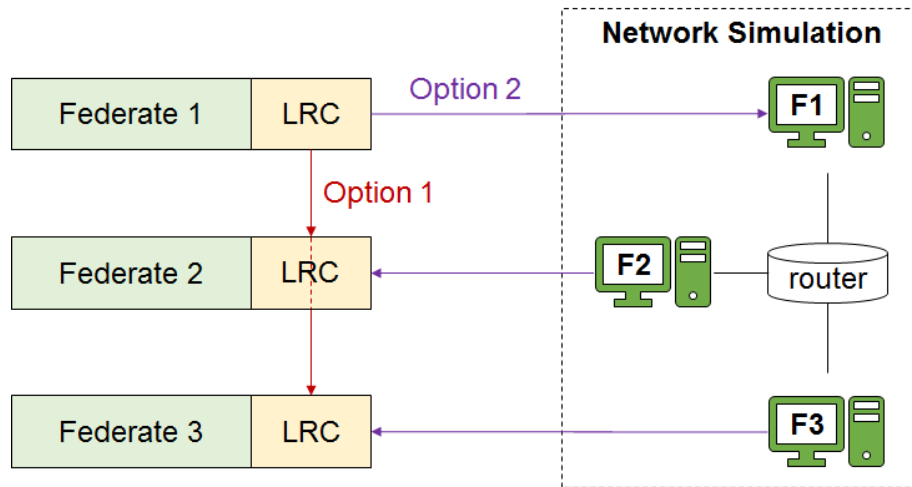 Network Simulation
Federate 1 LRC
Option 2
F1
Option 1
Federate 2 LRC
F2
router
Federate 3 LRC
F3